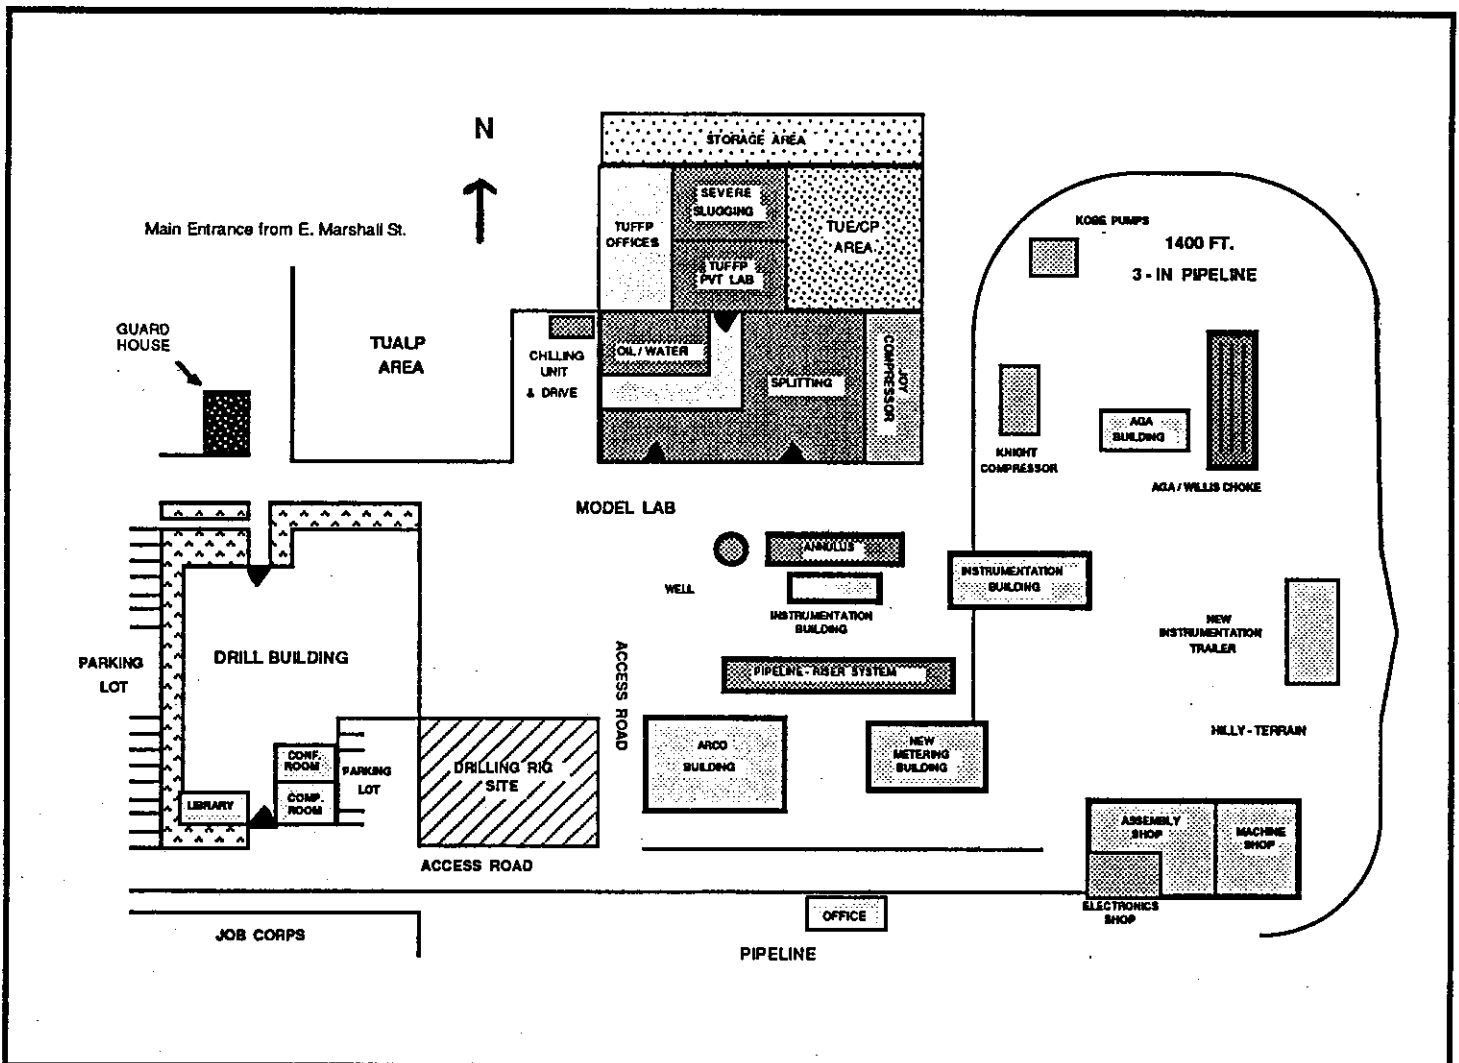 N
STORAGE AREA
SEVERE
SLUGGING
TUFFP
OFFICES
TUE/CP
AREA
TUFFP
PVT LAB
KOBE PUMPS
1400 FT.
3 - IN PIPELINE
Main Entrance from E. Marshall St.
GUARD
HOUSE
TUALP
AREA
CHILLING
UNIT
& DRIVE
OIL / WATER
SPLITTING
JOY
COMPRESSOR
KNIGHT
COMPRESSOR
AGA
BUILDING
AGA / WILLIS CHOKE
MODEL LAB
WELL
ANNULUS
INSTRUMENTATION
BUILDING
INSTRUMENTATION
BUILDING
NEW
INSTRUMENTATION
TRAILER
PARKING
LOT
DRILL BUILDING
ACCESS ROAD
PIPELINE - RISER SYSTEM
HILLY - TERRAIN
CONF.
ROOM
COMP.
ROOM
LIBRARY
PARKING
LOT
DRILLING RIG
SITE
ARCO
BUILDING
NEW
METERING
BUILDING
ASSEMBLY
SHOP
MACHINE
SHOP
ELECTRONICS
SHOP
ACCESS ROAD
JOB CORPS
OFFICE
PIPELINE